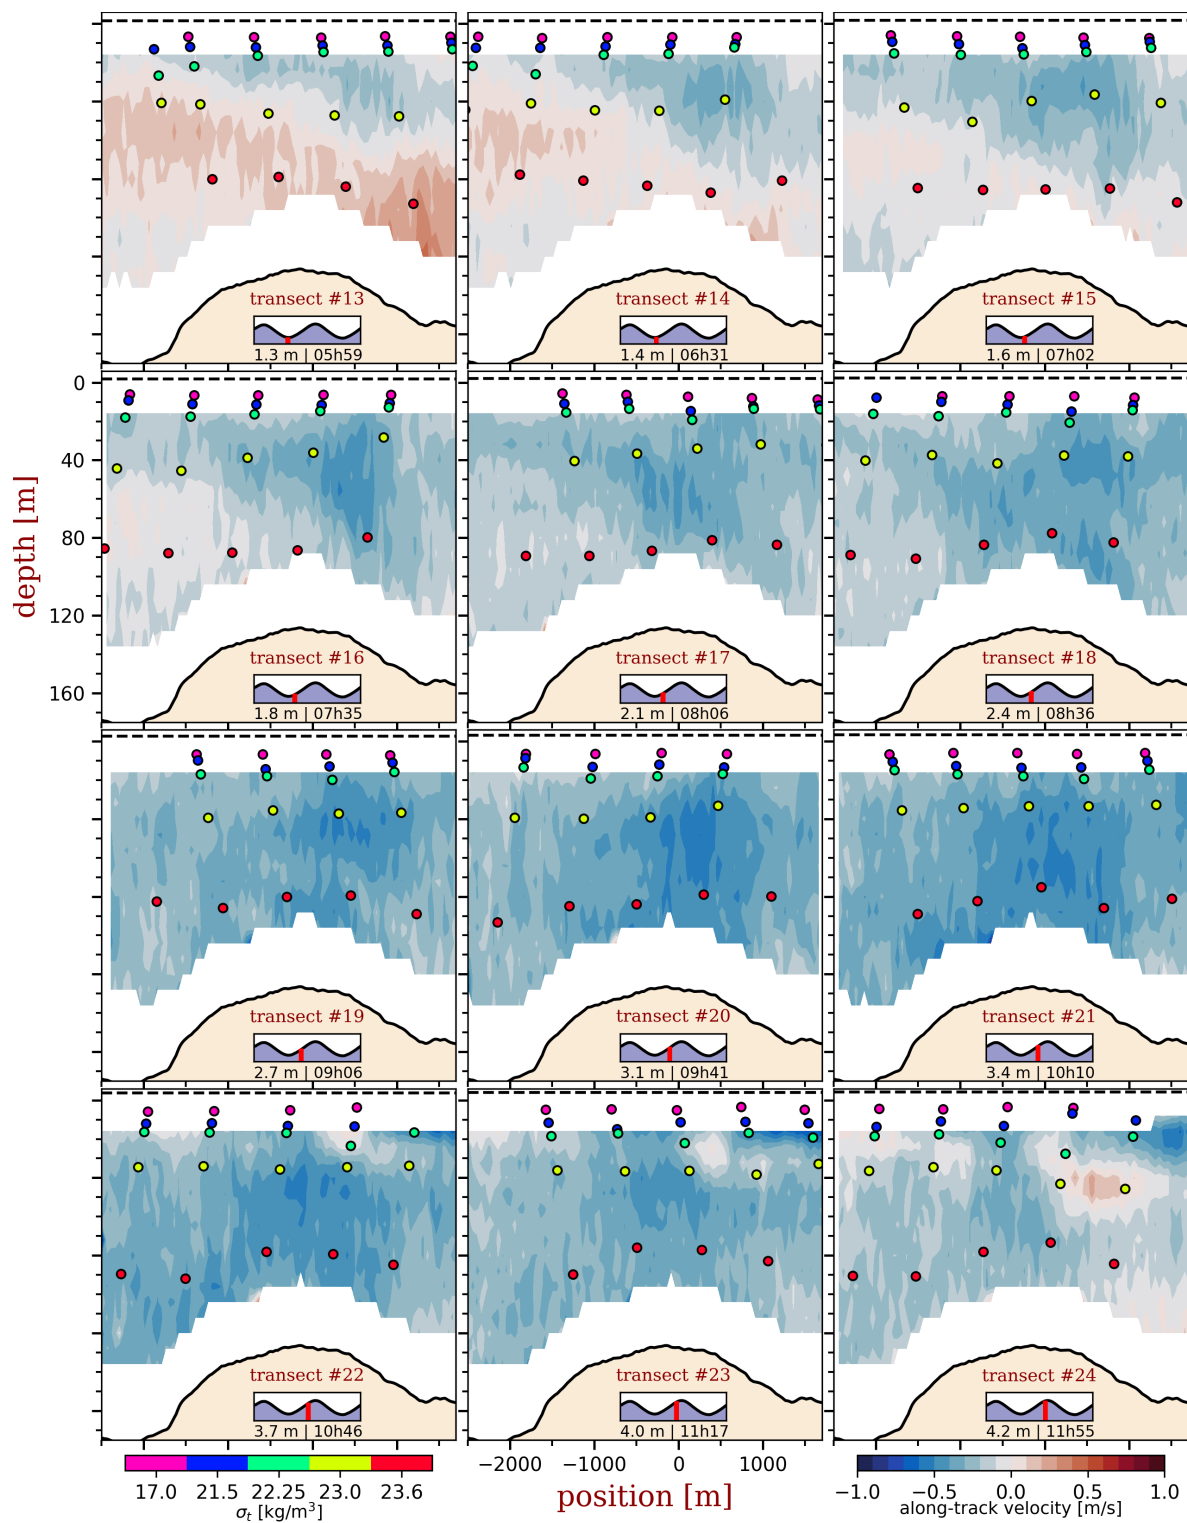 transect #13
1.3 m | 05h59
transect #14
1.4 m | 06h31
transect #15
1.6 m | 07h02
depth [m]
0
40
80
120
160
transect #16
1.8 m | 07h35
transect #17
2.1 m | 08h06
transect #18
2.4 m | 08h36
transect #19
2.7 m | 09h06
transect #20
3.1 m | 09h41
transect #21
3.4 m | 10h10
transect #22
3.7 m | 10h46
transect #23
4.0 m | 11h17
transect #24
4.2 m | 11h55
−2000 −1000 0 1000
position [m]
17.0 21.5 22.25 23.0 23.6
σt [kg/m³]
−1.0 −0.5 0.0 0.5 1.0
along-track velocity [m/s]